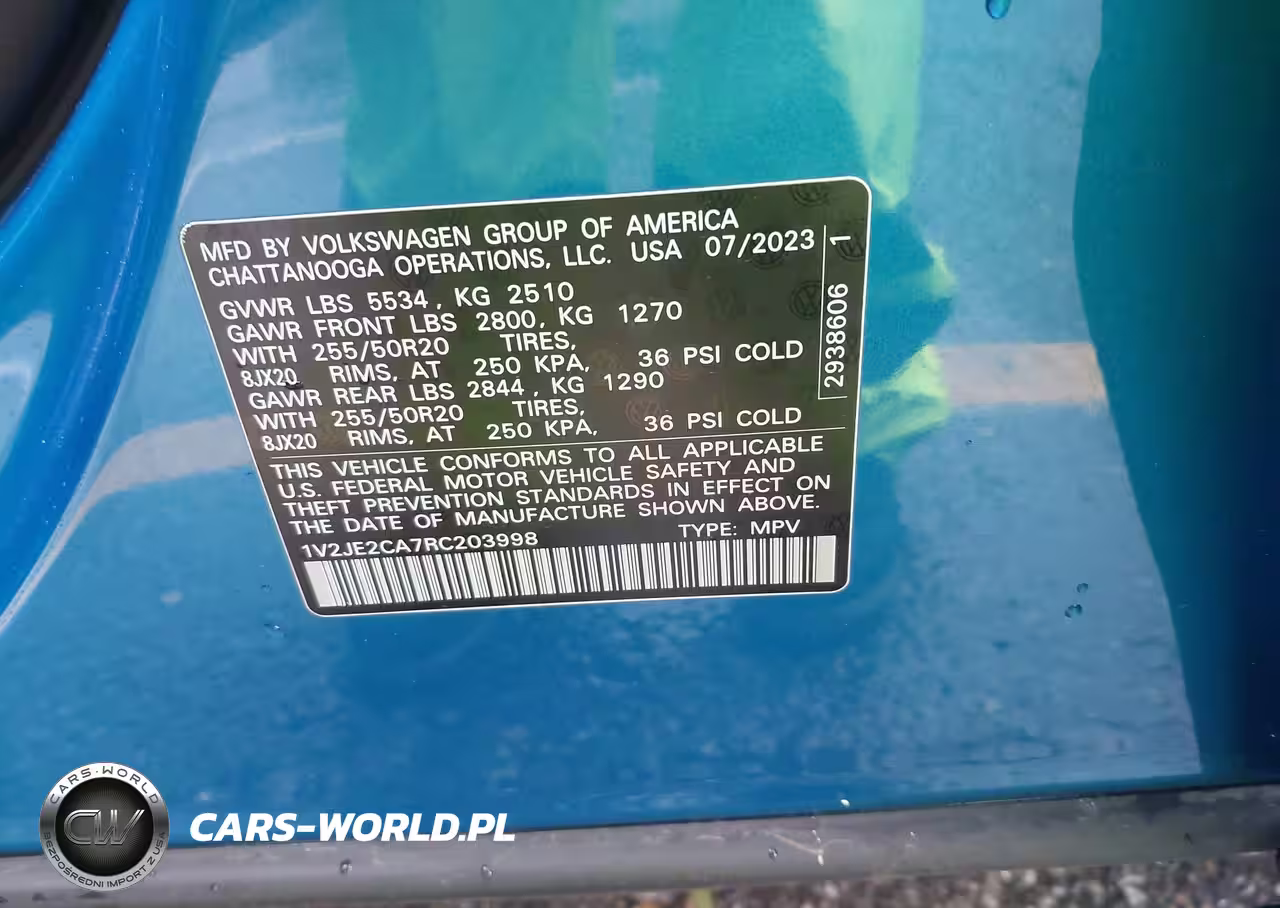 MFD BY VOLKSWAGEN GROUP OF AMERICA
CHATTANOOGA OPERATIONS, LLC. USA 07/2023
GVWR LBS 5534, KG 2510
GAWR FRONT LBS 2800, KG 1270
WITH 255/50R20 TIRES,
8JX20 RIMS, AT 250 KPA, 36 PSI COLD
GAWR REAR LBS 2844, KG 1290
WITH 255/50R20 TIRES,
8JX20 RIMS, AT 250 KPA, 36 PSI COLD
THIS VEHICLE CONFORMS TO ALL APPLICABLE
U.S. FEDERAL MOTOR VEHICLE SAFETY AND
THEFT PREVENTION STANDARDS IN EFFECT ON
THE DATE OF MANUFACTURE SHOWN ABOVE.
1V2JE2CA7RC203998 TYPE: MPV
2938606 1
CARS-WORLD
CW
BEZPOŚREDNI IMPORT Z USA
CARS-WORLD.PL